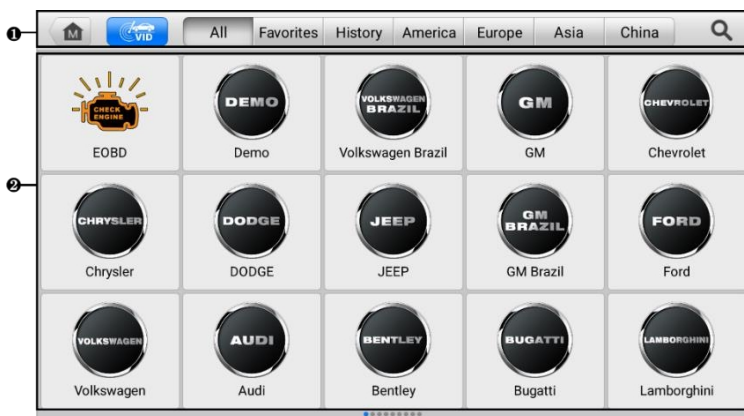 ❶
M
VID
All Favorites History America Europe Asia China
❷
CHECK
ENGINE
DEMO
VOLKSWAGEN
BRAZIL
GM
CHEVROLET
EOBD Demo Volkswagen Brazil GM Chevrolet
CHRYSLER
DODGE
JEEP
GM
BRAZIL
FORD
Chrysler DODGE JEEP GM Brazil Ford
VOLKSWAGEN
AUDI
BENTLEY
BUGATTI
LAMBORGHINI
Volkswagen Audi Bentley Bugatti Lamborghini